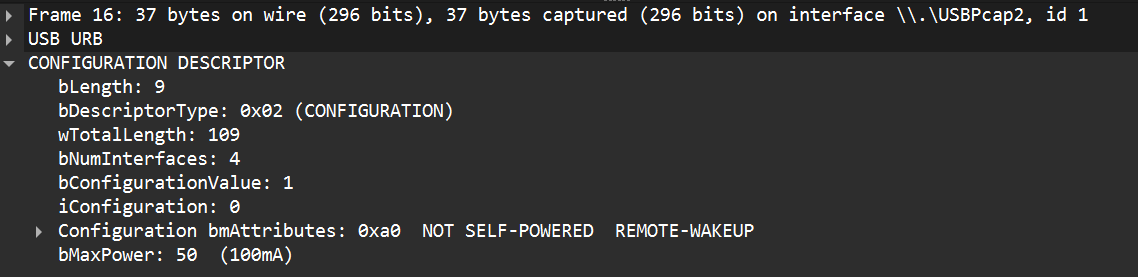 Frame 16: 37 bytes on wire (296 bits), 37 bytes captured (296 bits) on interface \\.\USBPcap2, id 1
USB URB
CONFIGURATION DESCRIPTOR
bLength: 9
bDescriptorType: 0x02 (CONFIGURATION)
wTotalLength: 109
bNumInterfaces: 4
bConfigurationValue: 1
iConfiguration: 0
Configuration bmAttributes: 0xa0  NOT SELF-POWERED  REMOTE-WAKEUP
bMaxPower: 50  (100mA)